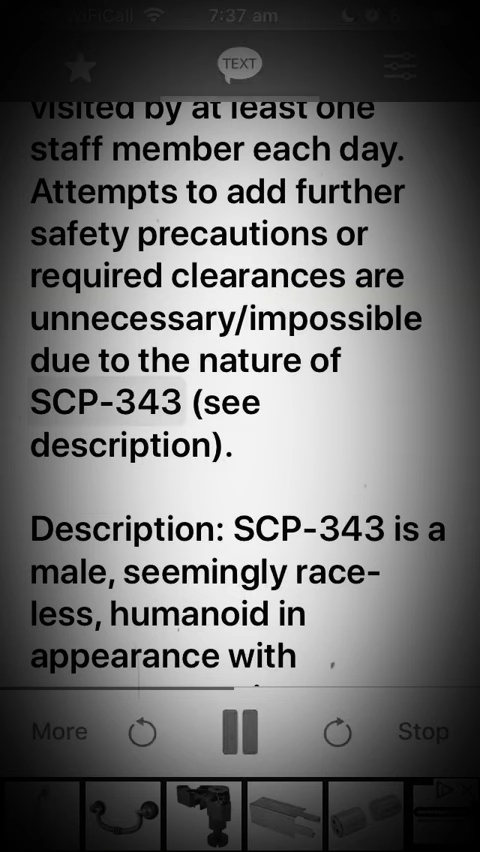 7:37 am
TEXT
visited by at least one
staff member each day.
Attempts to add further
safety precautions or
required clearances are
unnecessary/impossible
due to the nature of
SCP-343 (see
description).
Description: SCP-343 is a
male, seemingly race-
less, humanoid in
appearance with
More
Stop